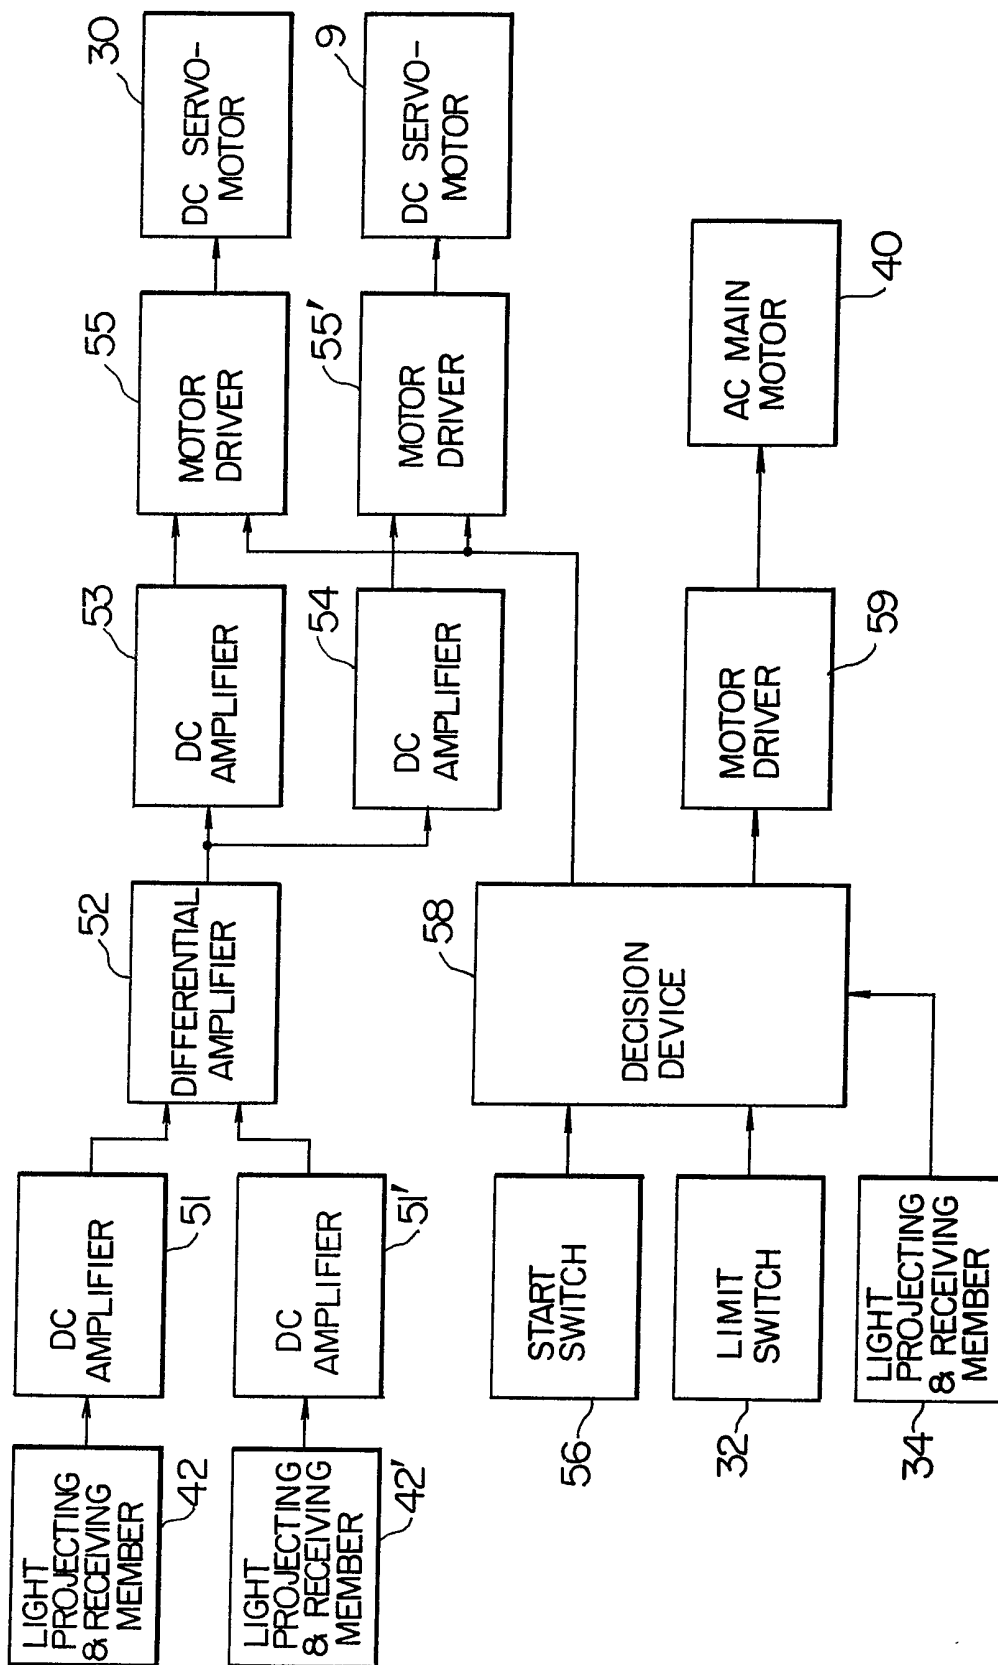 LIGHT
PROJECTING
& RECEIVING
MEMBER
42
DC
AMPLIFIER
51
DIFFERENTIAL
AMPLIFIER
52
DC
AMPLIFIER
53
MOTOR
DRIVER
55
DC SERVO-
MOTOR
30
LIGHT
PROJECTING
& RECEIVING
MEMBER
42'
DC
AMPLIFIER
51'
DC
AMPLIFIER
54
MOTOR
DRIVER
55'
DC SERVO-
MOTOR
9
START
SWITCH
56
LIMIT
SWITCH
32
LIGHT
PROJECTING
& RECEIVING
MEMBER
34
DECISION
DEVICE
58
MOTOR
DRIVER
59
AC MAIN
MOTOR
40